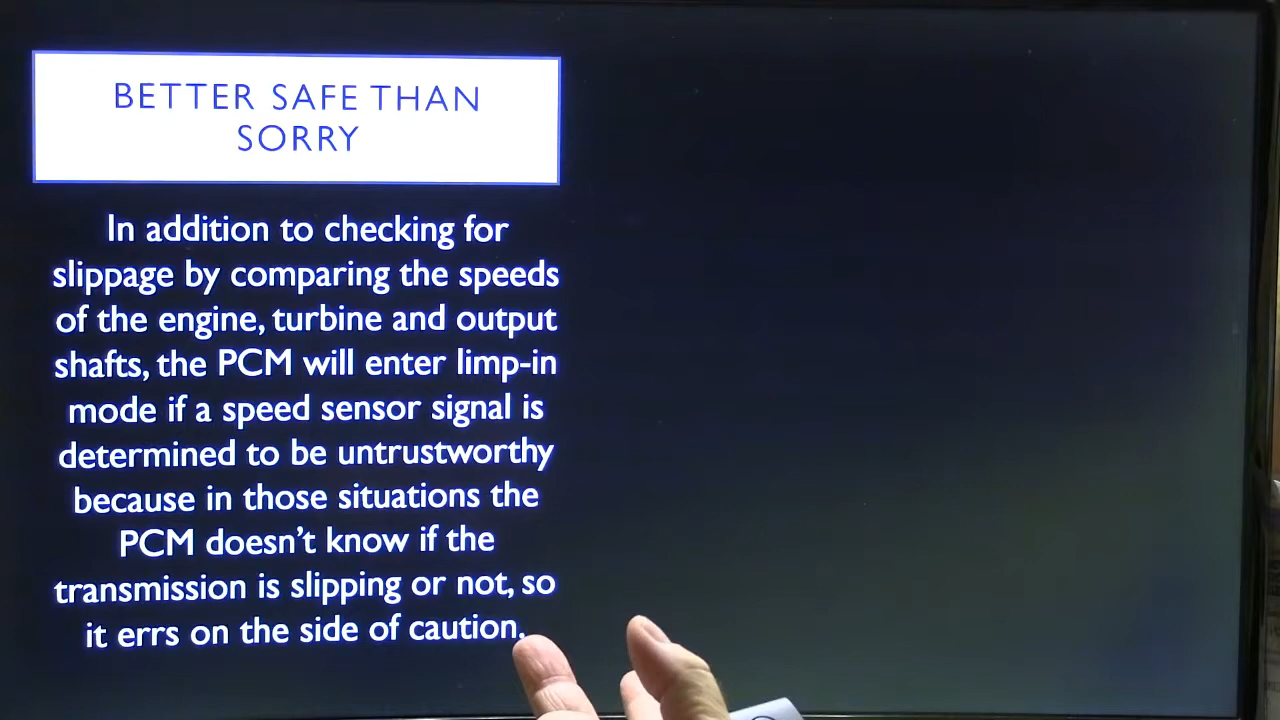 BETTER SAFE THAN
SORRY
In addition to checking for
slippage by comparing the speeds
of the engine, turbine and output
shafts, the PCM will enter limp-in
mode if a speed sensor signal is
determined to be untrustworthy
because in those situations the
PCM doesn't know if the
transmission is slipping or not, so
it errs on the side of caution.